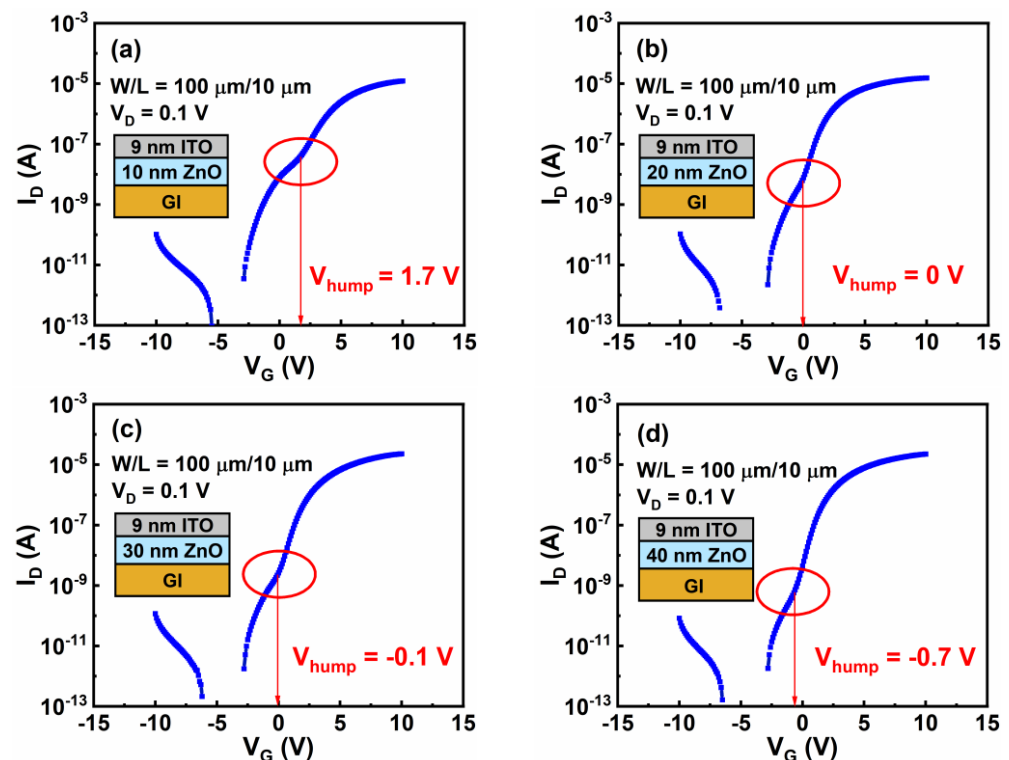 (a)
W/L = 100 μm/10 μm
V_D = 0.1 V
9 nm ITO
10 nm ZnO
GI
V_hump = 1.7 V
I_D (A)
10^-3
10^-5
10^-7
10^-9
10^-11
10^-13
-15 -10 -5 0 5 10 15
V_G (V)
(b)
W/L = 100 μm/10 μm
V_D = 0.1 V
9 nm ITO
20 nm ZnO
GI
V_hump = 0 V
I_D (A)
10^-3
10^-5
10^-7
10^-9
10^-11
10^-13
-15 -10 -5 0 5 10 15
V_G (V)
(c)
W/L = 100 μm/10 μm
V_D = 0.1 V
9 nm ITO
30 nm ZnO
GI
V_hump = -0.1 V
I_D (A)
10^-3
10^-5
10^-7
10^-9
10^-11
10^-13
-15 -10 -5 0 5 10 15
V_G (V)
(d)
W/L = 100 μm/10 μm
V_D = 0.1 V
9 nm ITO
40 nm ZnO
GI
V_hump = -0.7 V
I_D (A)
10^-3
10^-5
10^-7
10^-9
10^-11
10^-13
-15 -10 -5 0 5 10 15
V_G (V)